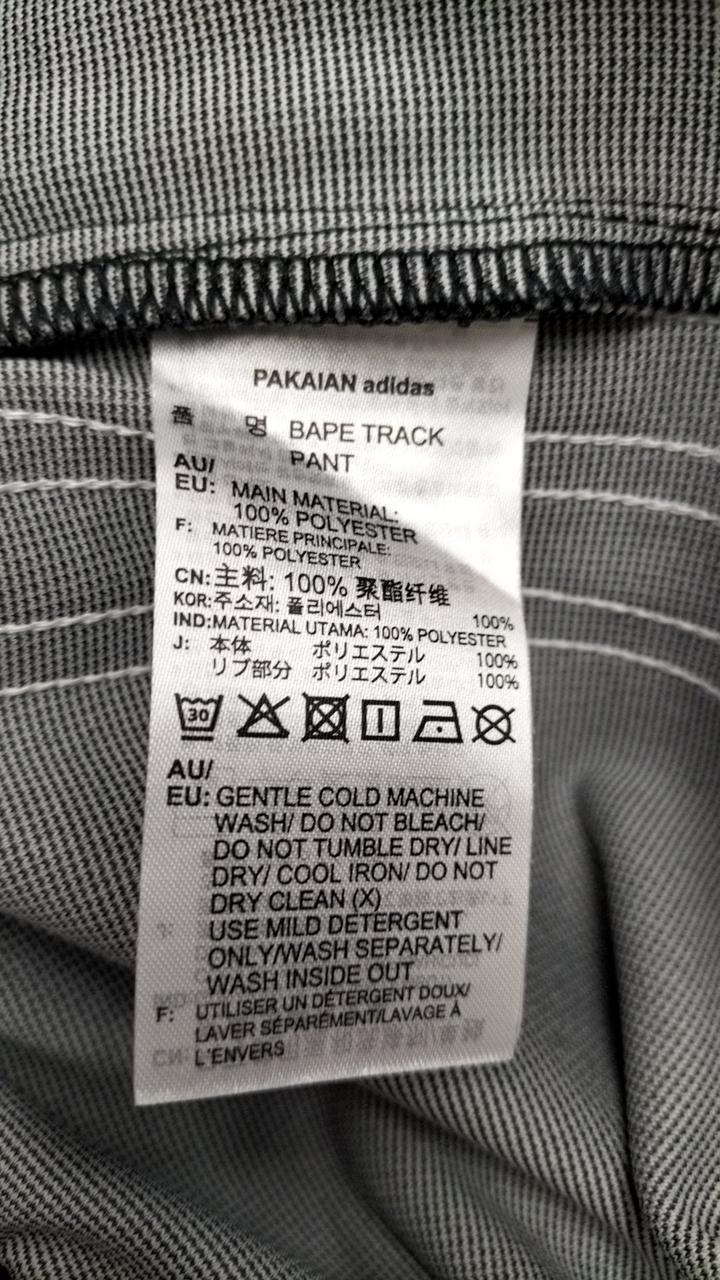 PAKAIAN adidas
품 명 BAPE TRACK
PANT
AU/
EU: MAIN MATERIAL:
100% POLYESTER
F: MATIERE PRINCIPALE:
100% POLYESTER
CN:主料: 100% 聚酯纤维
KOR:주소재: 폴리에스터 100%
IND:MATERIAL UTAMA: 100% POLYESTER
J: 本体 ポリエステル 100%
リブ部分 ポリエステル 100%
30
AU/
EU: GENTLE COLD MACHINE
WASH/ DO NOT BLEACH/
DO NOT TUMBLE DRY/ LINE
DRY/ COOL IRON/ DO NOT
DRY CLEAN (X)
USE MILD DETERGENT
ONLY/WASH SEPARATELY/
WASH INSIDE OUT
F: UTILISER UN DÉTERGENT DOUX/
LAVER SÉPARÉMENT/LAVAGE À
L'ENVERS